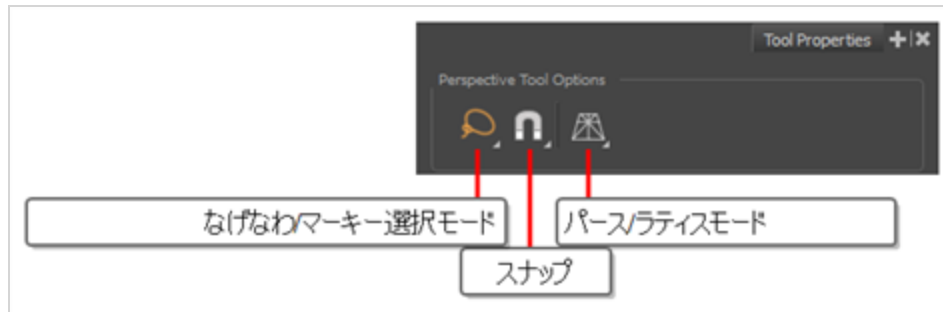 Tool Properties
Perspective Tool Options
なげなわ/マーキー選択モード
パース/ラティスモード
スナップ